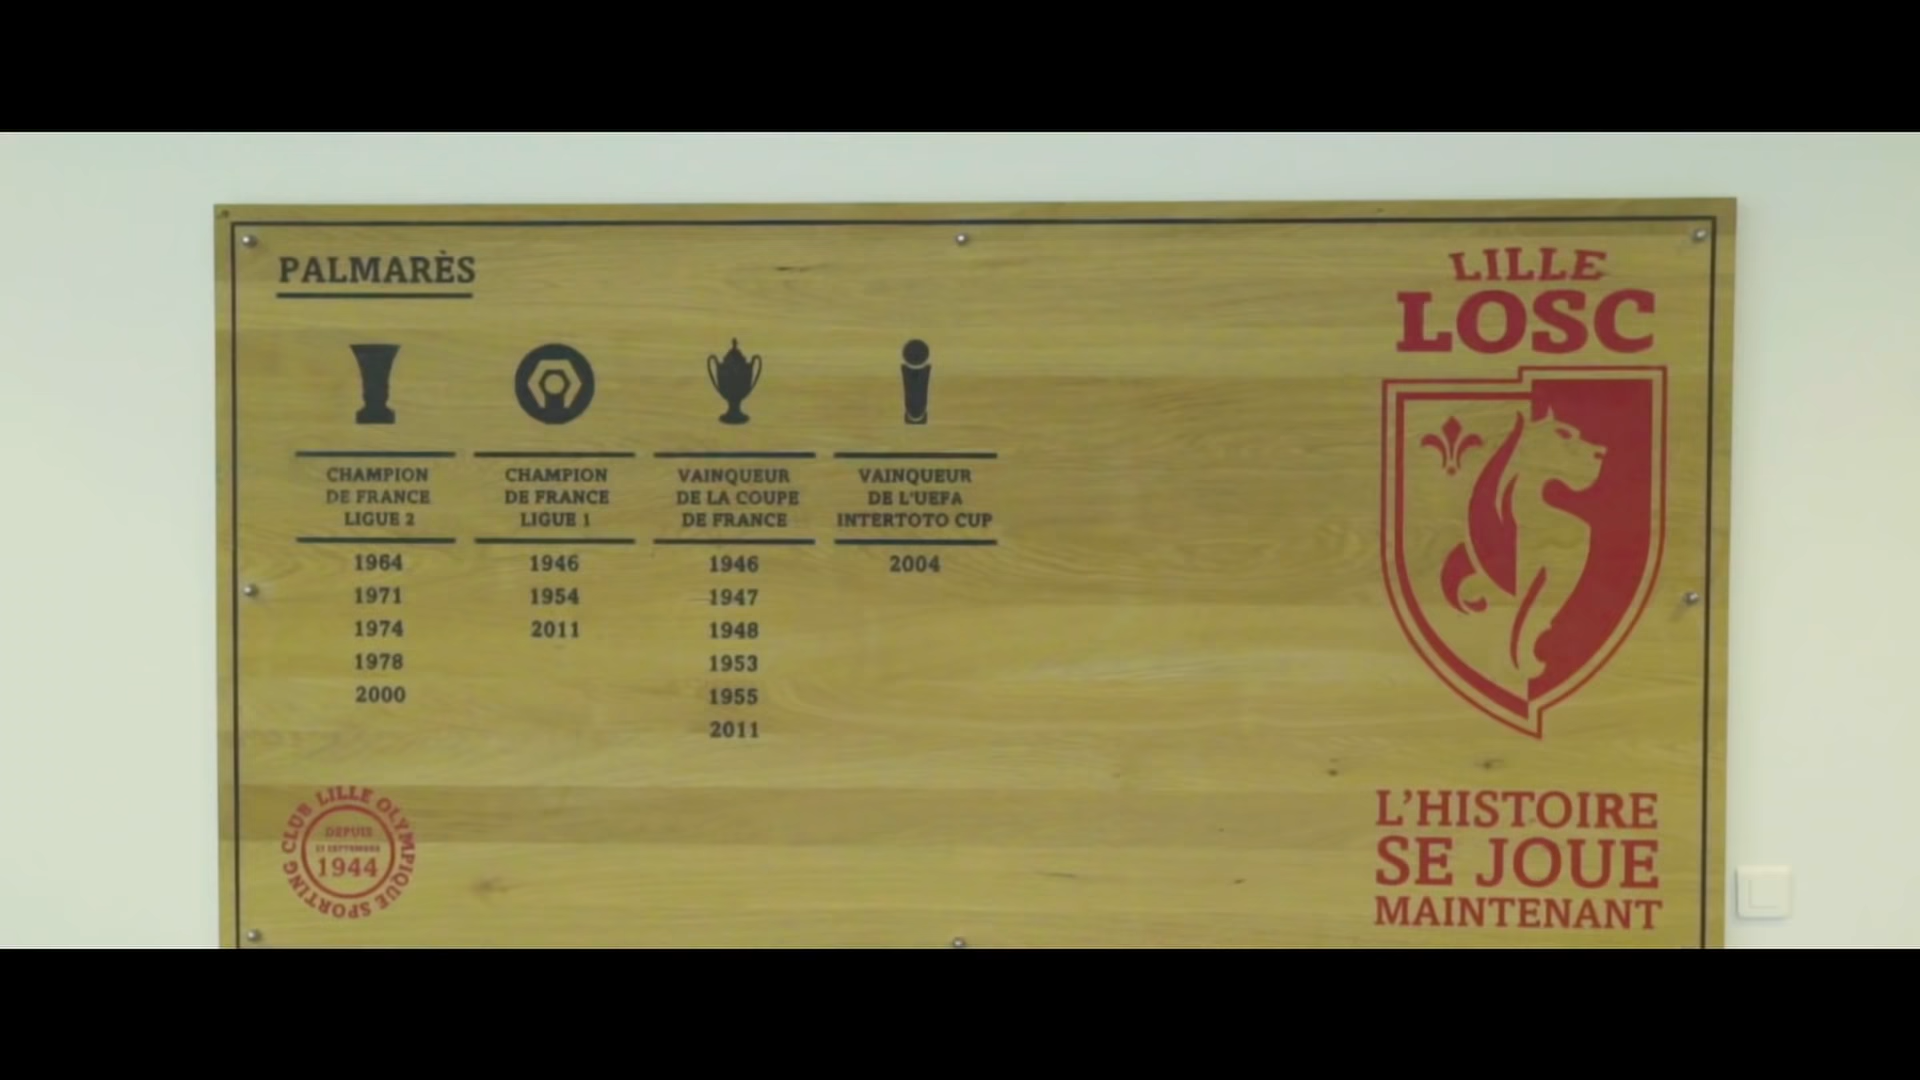 PALMARÈS
CHAMPION
DE FRANCE
LIGUE 2
1964
1971
1974
1978
2000
CHAMPION
DE FRANCE
LIGUE 1
1946
1954
2011
VAINQUEUR
DE LA COUPE
DE FRANCE
1946
1947
1948
1953
1955
2011
VAINQUEUR
DE L'UEFA
INTERTOTO CUP
2004
LILLE
LOSC
L'HISTOIRE
SE JOUE
MAINTENANT
CLUB LILLE OLYMPIQUE SPORTING
DEPUIS
SEPTEMBRE
1944